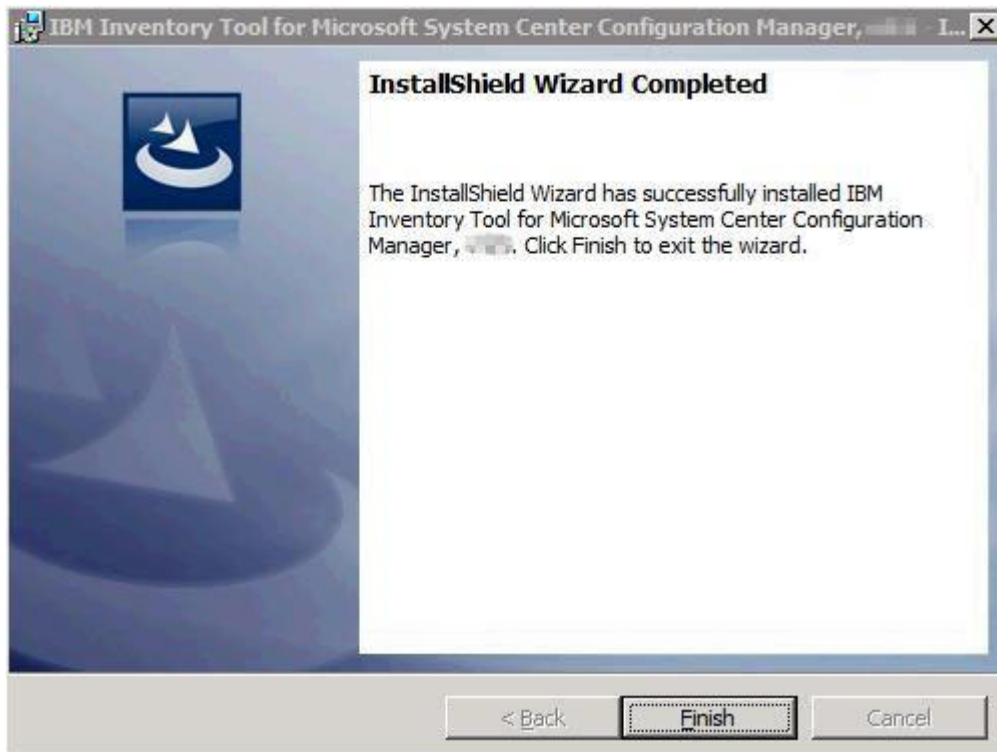 IBM Inventory Tool for Microsoft System Center Configuration Manager, - I...
InstallShield Wizard Completed
The InstallShield Wizard has successfully installed IBM
Inventory Tool for Microsoft System Center Configuration
Manager, . Click Finish to exit the wizard.
< Back
Finish
Cancel